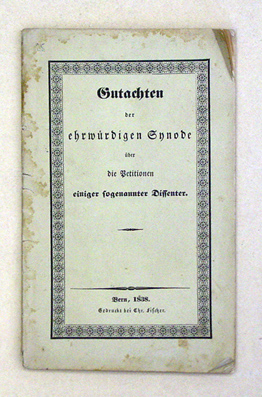 Gutachten
der
ehrwürdigen Synode
über
die Petitionen
einiger sogenannter Dissenter.
Bern, 1838.
Gedruckt bei Chr. Fischer.